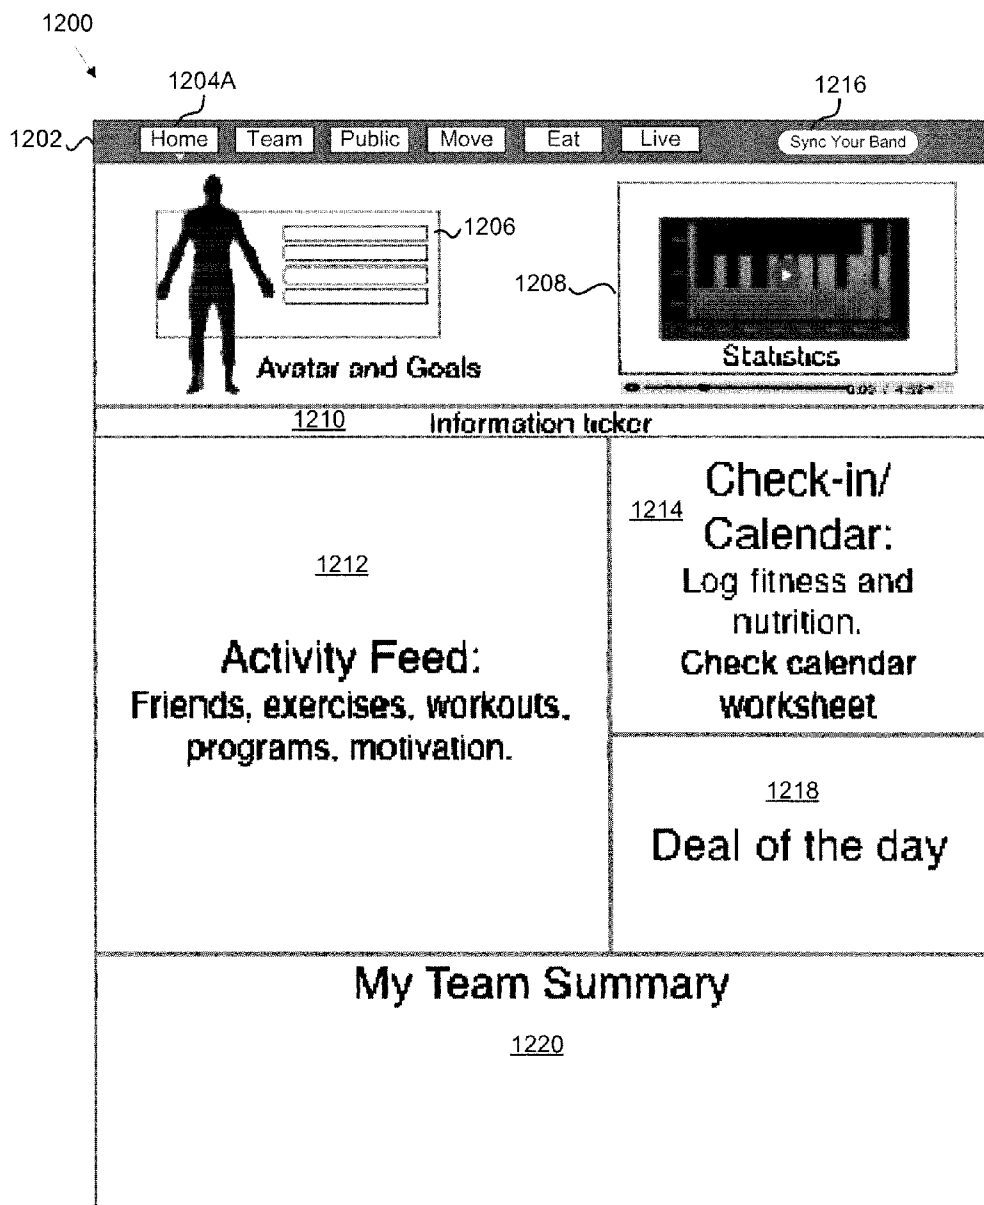 1200
1204A
1216
1202
Home Team Public Move Eat Live Sync Your Band
1206
1208
Avatar and Goals
Statistics
1210 Information ticker
1212
Activity Feed:
Friends, exercises, workouts,
programs, motivation.
1214
Check-in/
Calendar:
Log fitness and
nutrition.
Check calendar
worksheet
1218
Deal of the day
My Team Summary
1220